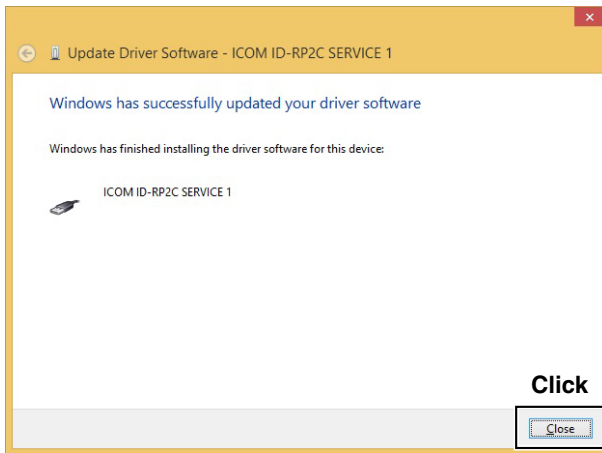 Update Driver Software - ICOM ID-RP2C SERVICE 1
Windows has successfully updated your driver software
Windows has finished installing the driver software for this device:
ICOM ID-RP2C SERVICE 1
Click
Close